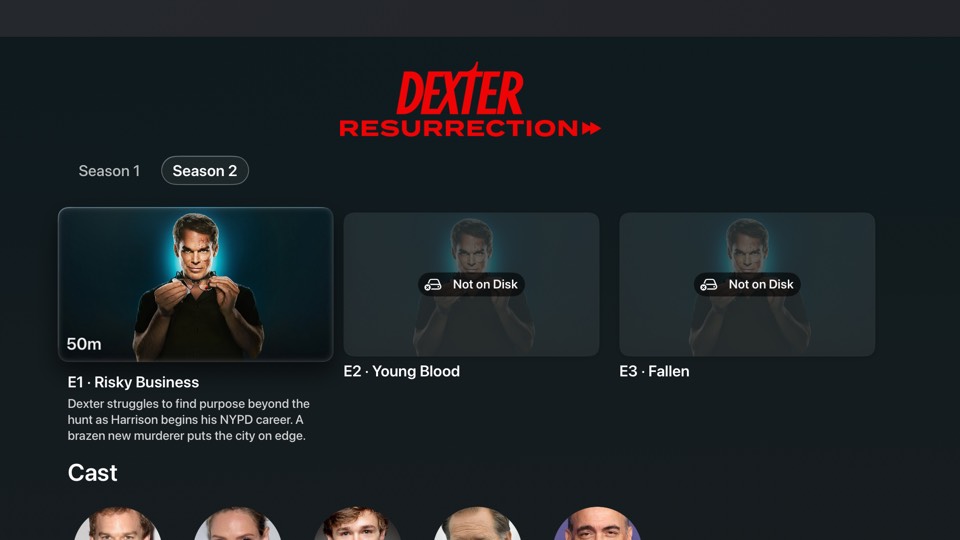 DEXTER
RESURRECTION
Season 1
Season 2
50m
Not on Disk
Not on Disk
E1 · Risky Business
Dexter struggles to find purpose beyond the
hunt as Harrison begins his NYPD career. A
brazen new murderer puts the city on edge.
E2 · Young Blood
E3 · Fallen
Cast